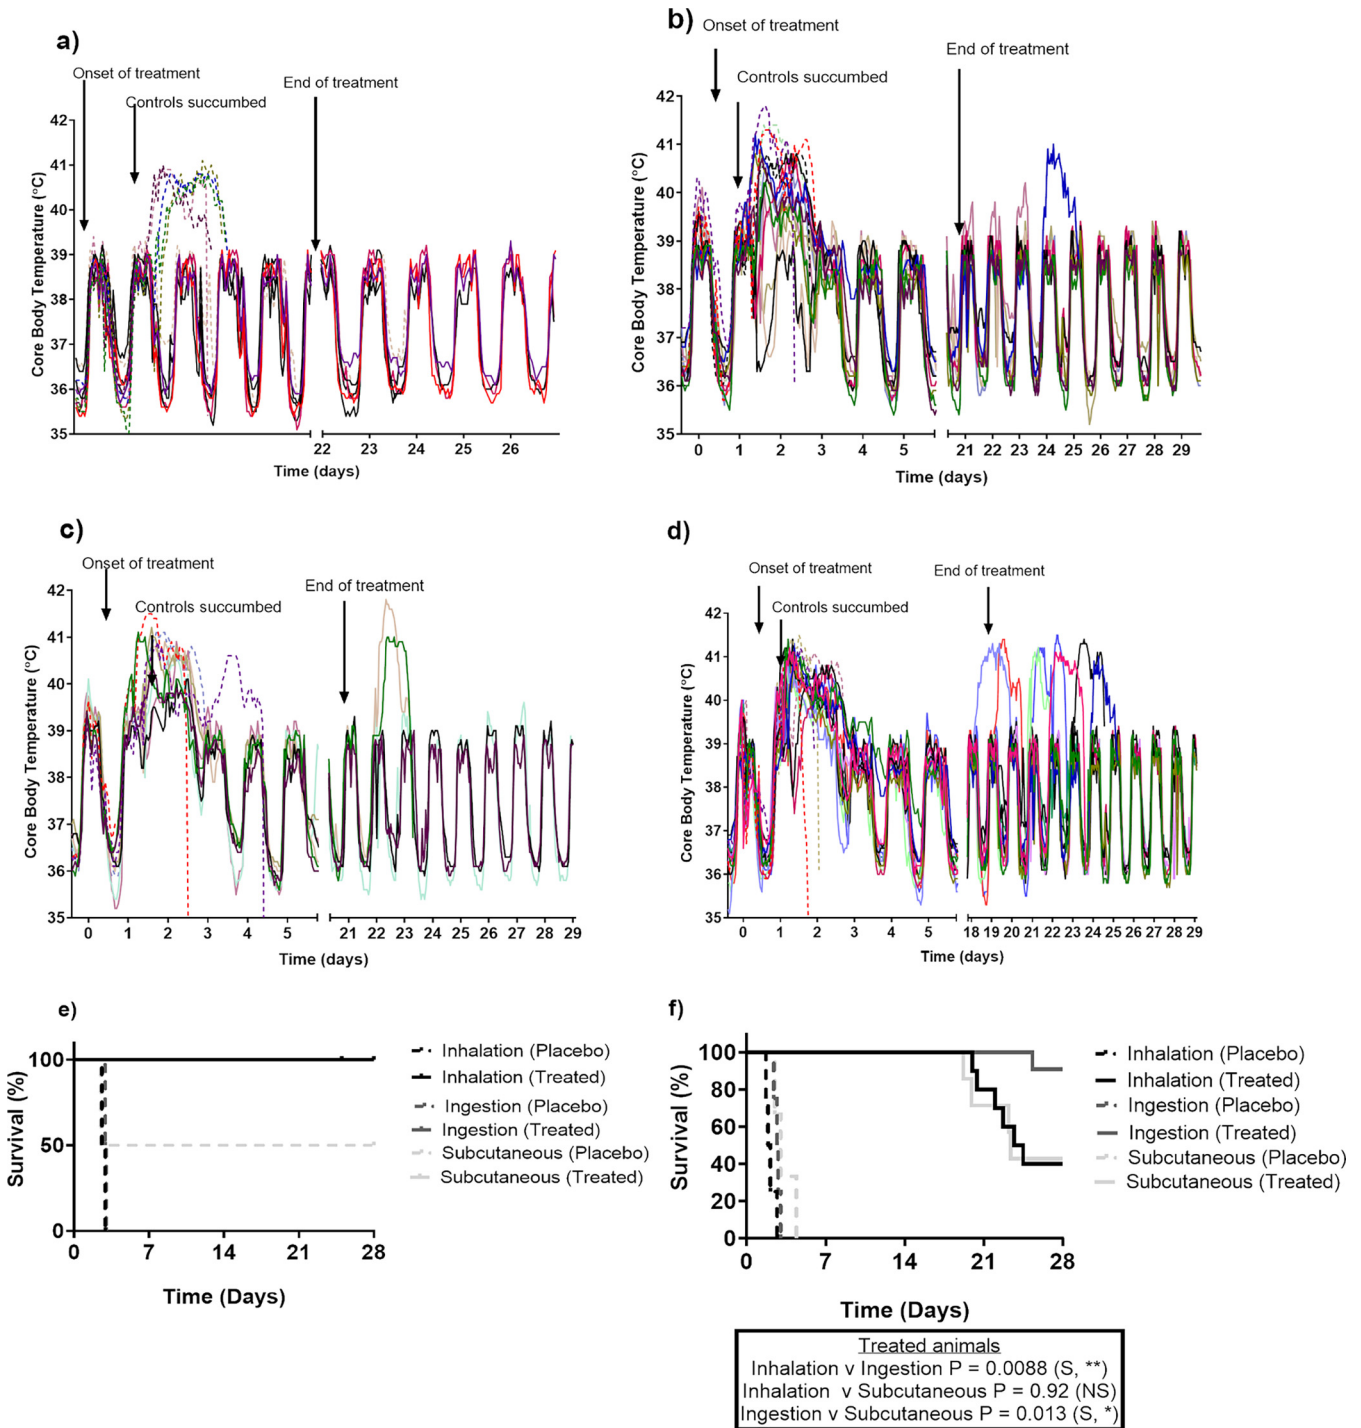 a)
Onset of treatment
Controls succumbed
End of treatment
42
41
40
39
38
37
36
35
Core Body Temperature (°C)
22 23 24 25 26
Time (days)
b)
Onset of treatment
Controls succumbed
End of treatment
42
41
40
39
38
37
36
35
Core Body Temperature (°C)
0 1 2 3 4 5 21 22 23 24 25 26 27 28 29
Time (days)
c)
Onset of treatment
Controls succumbed
End of treatment
42
41
40
39
38
37
36
35
Core Body Temperature (°C)
0 1 2 3 4 5 21 22 23 24 25 26 27 28 29
Time (days)
d)
Onset of treatment
Controls succumbed
End of treatment
42
41
40
39
38
37
36
35
Core Body Temperature (°C)
0 1 2 3 4 5 18 19 20 21 22 23 24 25 26 27 28 29
Time (days)
e)
100
50
0
Survival (%)
0 7 14 21 28
Time (Days)
Inhalation (Placebo)
Inhalation (Treated)
Ingestion (Placebo)
Ingestion (Treated)
Subcutaneous (Placebo)
Subcutaneous (Treated)
f)
100
80
60
40
20
0
Survival (%)
0 7 14 21 28
Time (Days)
Inhalation (Placebo)
Inhalation (Treated)
Ingestion (Placebo)
Ingestion (Treated)
Subcutaneous (Placebo)
Subcutaneous (Treated)
Treated animals
Inhalation v Ingestion P = 0.0088 (S, **)
Inhalation v Subcutaneous P = 0.92 (NS)
Ingestion v Subcutaneous P = 0.013 (S, *)